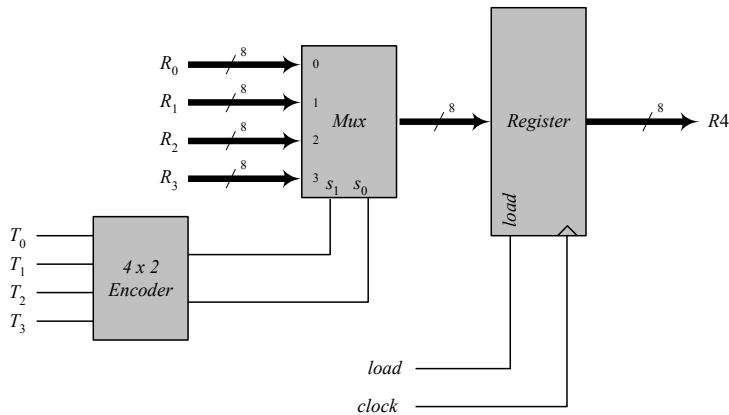 R0
8
0
R1
8
1
R2
8
2
R3
8
3
Mux
s1 s0
8
Register
load
8
R4
T0
T1
T2
T3
4 x 2
Encoder
load
clock